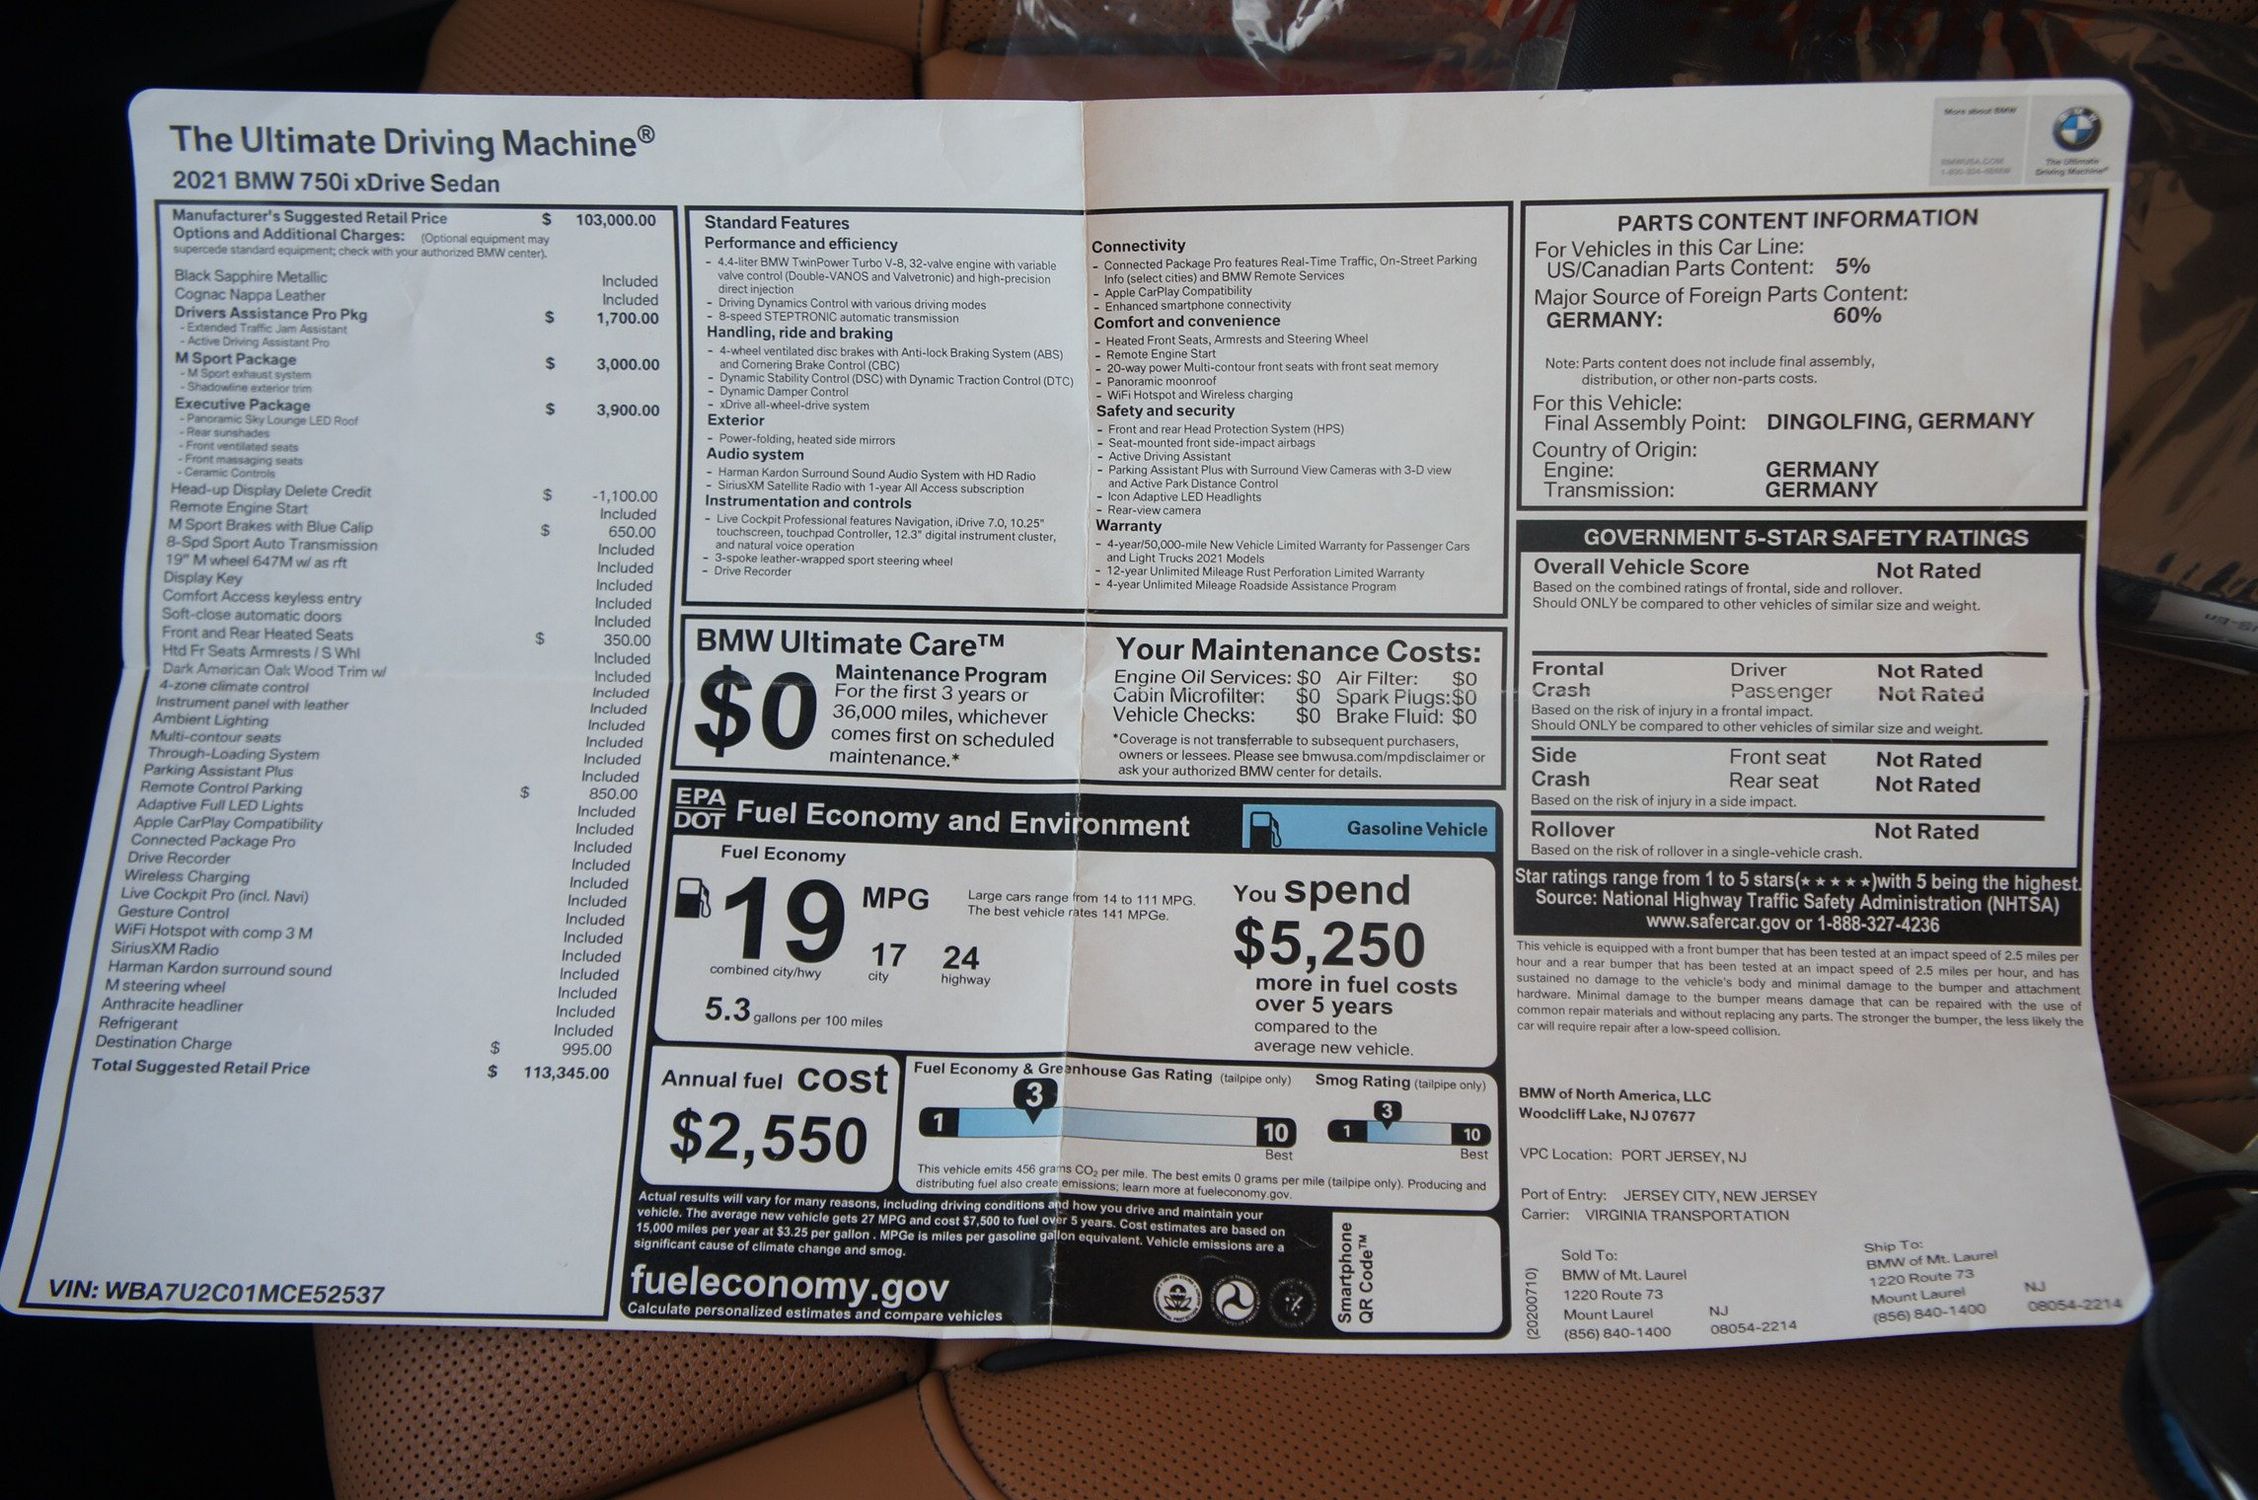 The Ultimate Driving Machine®
2021 BMW 750i xDrive Sedan
Manufacturer's Suggested Retail Price $ 103,000.00
Options and Additional Charges: (Optional equipment may
supercede standard equipment; check with your authorized BMW center).
Black Sapphire Metallic Included
Cognac Nappa Leather Included
Drivers Assistance Pro Pkg $ 1,700.00
- Extended Traffic Jam Assistant
- Active Driving Assistant Pro
M Sport Package $ 3,000.00
- M Sport exhaust system
- Shadowline exterior trim
Executive Package $ 3,900.00
- Panoramic Sky Lounge LED Roof
- Rear sunshades
- Front ventilated seats
- Front massaging seats
- Ceramic Controls
Head-up Display Delete Credit $ -1,100.00
Remote Engine Start Included
M Sport Brakes with Blue Calip $ 650.00
8-Spd Sport Auto Transmission Included
19" M wheel 647M w/ as rft Included
Display Key Included
Comfort Access keyless entry Included
Soft-close automatic doors Included
Front and Rear Heated Seats $ 350.00
Htd Fr Seats Armrests / S Whl Included
Dark American Oak Wood Trim w/ Included
4-zone climate control Included
Instrument panel with leather Included
Ambient Lighting Included
Multi-contour seats Included
Through-Loading System Included
Parking Assistant Plus Included
Remote Control Parking $ 850.00
Adaptive Full LED Lights Included
Apple CarPlay Compatibility Included
Connected Package Pro Included
Drive Recorder Included
Wireless Charging Included
Live Cockpit Pro (incl. Navi) Included
Gesture Control Included
WiFi Hotspot with comp 3 M Included
SiriusXM Radio Included
Harman Kardon surround sound Included
M steering wheel Included
Anthracite headliner Included
Refrigerant Included
Destination Charge $ 995.00
Total Suggested Retail Price $ 113,345.00
VIN: WBA7U2C01MCE52537
Standard Features
Performance and efficiency
- 4.4-liter BMW TwinPower Turbo V-8, 32-valve engine with variable
valve control (Double-VANOS and Valvetronic) and high-precision
direct injection
- Driving Dynamics Control with various driving modes
- 8-speed STEPTRONIC automatic transmission
Handling, ride and braking
- 4-wheel ventilated disc brakes with Anti-lock Braking System (ABS)
and Cornering Brake Control (CBC)
- Dynamic Stability Control (DSC) with Dynamic Traction Control (DTC)
- Dynamic Damper Control
- xDrive all-wheel-drive system
Exterior
- Power-folding, heated side mirrors
Audio system
- Harman Kardon Surround Sound Audio System with HD Radio
- SiriusXM Satellite Radio with 1-year All Access subscription
Instrumentation and controls
- Live Cockpit Professional features Navigation, iDrive 7.0, 10.25"
touchscreen, touchpad Controller, 12.3" digital instrument cluster,
and natural voice operation
- 3-spoke leather-wrapped sport steering wheel
- Drive Recorder
Connectivity
- Connected Package Pro features Real-Time Traffic, On-Street Parking
Info (select cities) and BMW Remote Services
- Apple CarPlay Compatibility
- Enhanced smartphone connectivity
Comfort and convenience
- Heated Front Seats, Armrests and Steering Wheel
- Remote Engine Start
- 20-way power Multi-contour front seats with front seat memory
- Panoramic moonroof
- WiFi Hotspot and Wireless charging
Safety and security
- Front and rear Head Protection System (HPS)
- Seat-mounted front side-impact airbags
- Active Driving Assistant
- Parking Assistant Plus with Surround View Cameras with 3-D view
and Active Park Distance Control
- Icon Adaptive LED Headlights
- Rear-view camera
Warranty
- 4-year/50,000-mile New Vehicle Limited Warranty for Passenger Cars
and Light Trucks 2021 Models
- 12-year Unlimited Mileage Rust Perforation Limited Warranty
- 4-year Unlimited Mileage Roadside Assistance Program
BMW Ultimate Care™
$0
Maintenance Program
For the first 3 years or
36,000 miles, whichever
comes first on scheduled
maintenance.*
Your Maintenance Costs:
Engine Oil Services: $0 Air Filter: $0
Cabin Microfilter: $0 Spark Plugs: $0
Vehicle Checks: $0 Brake Fluid: $0
*Coverage is not transferrable to subsequent purchasers,
owners or lessees. Please see bmwusa.com/mpdisclaimer or
ask your authorized BMW center for details.
EPA
DOT Fuel Economy and Environment
Gasoline Vehicle
Fuel Economy
19 MPG
combined city/hwy
17 city
24 highway
5.3 gallons per 100 miles
Large cars range from 14 to 111 MPG.
The best vehicle rates 141 MPGe.
You spend
$5,250
more in fuel costs
over 5 years
compared to the
average new vehicle.
Annual fuel cost
$2,550
Fuel Economy & Greenhouse Gas Rating (tailpipe only)
1 3 10
Best
Smog Rating (tailpipe only)
1 3 10
Best
This vehicle emits 456 grams CO₂ per mile. The best emits 0 grams per mile (tailpipe only). Producing and
distributing fuel also create emissions; learn more at fueleconomy.gov.
Actual results will vary for many reasons, including driving conditions and how you drive and maintain your
vehicle. The average new vehicle gets 27 MPG and cost $7,500 to fuel over 5 years. Cost estimates are based on
15,000 miles per year at $3.25 per gallon . MPGe is miles per gasoline gallon equivalent. Vehicle emissions are a
significant cause of climate change and smog.
fueleconomy.gov
Calculate personalized estimates and compare vehicles
Smartphone
QR Code™
More about BMW
BMWUSA.COM
BMW
The Ultimate
Driving Machine®
PARTS CONTENT INFORMATION
For Vehicles in this Car Line:
US/Canadian Parts Content: 5%
Major Source of Foreign Parts Content:
GERMANY: 60%
Note: Parts content does not include final assembly,
distribution, or other non-parts costs.
For this Vehicle:
Final Assembly Point: DINGOLFING, GERMANY
Country of Origin:
Engine: GERMANY
Transmission: GERMANY
GOVERNMENT 5-STAR SAFETY RATINGS
Overall Vehicle Score Not Rated
Based on the combined ratings of frontal, side and rollover.
Should ONLY be compared to other vehicles of similar size and weight.
Frontal Driver Not Rated
Crash Passenger Not Rated
Based on the risk of injury in a frontal impact.
Should ONLY be compared to other vehicles of similar size and weight.
Side Front seat Not Rated
Crash Rear seat Not Rated
Based on the risk of injury in a side impact.
Rollover Not Rated
Based on the risk of rollover in a single-vehicle crash.
Star ratings range from 1 to 5 stars(★★★★★)with 5 being the highest.
Source: National Highway Traffic Safety Administration (NHTSA)
www.safercar.gov or 1-888-327-4236
This vehicle is equipped with a front bumper that has been tested at an impact speed of 2.5 miles per
hour and a rear bumper that has been tested at an impact speed of 2.5 miles per hour, and has
sustained no damage to the vehicle's body and minimal damage to the bumper and attachment
hardware. Minimal damage to the bumper means damage that can be repaired with the use of
common repair materials and without replacing any parts. The stronger the bumper, the less likely the
car will require repair after a low-speed collision.
BMW of North America, LLC
Woodcliff Lake, NJ 07677
VPC Location: PORT JERSEY, NJ
Port of Entry: JERSEY CITY, NEW JERSEY
Carrier: VIRGINIA TRANSPORTATION
(20200710)
Sold To:
BMW of Mt. Laurel
1220 Route 73
Mount Laurel NJ
(856) 840-1400 08054-2214
Ship To:
BMW of Mt. Laurel
1220 Route 73
Mount Laurel NJ
(856) 840-1400 08054-2214